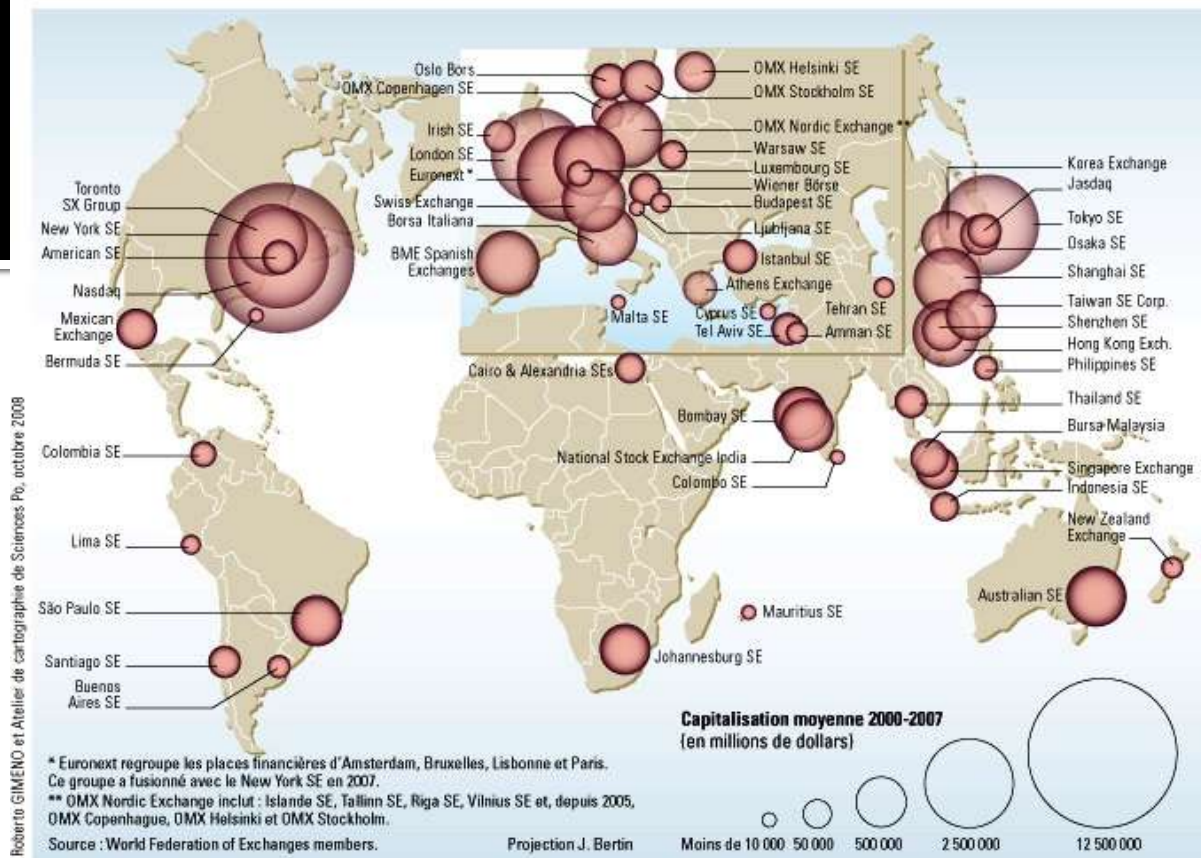 Oslo Børs
OMX Copenhagen SE
Irish SE
London SE
Euronext *
Swiss Exchange
Borsa Italiana
BME Spanish
Exchanges
OMX Helsinki SE
OMX Stockholm SE
OMX Nordic Exchange **
Warsaw SE
Luxembourg SE
Wiener Börse
Budapest SE
Ljubljana SE
Istanbul SE
Athens Exchange
Malta SE
Cyprus SE
Tel Aviv SE
Tehran SE
Amman SE
Toronto
SX Group
New York SE
American SE
Nasdaq
Mexican
Exchange
Bermuda SE
Korea Exchange
Jasdaq
Tokyo SE
Osaka SE
Shanghai SE
Taiwan SE Corp.
Shenzhen SE
Hong Kong Exch.
Philippines SE
Thailand SE
Bursa Malaysia
Singapore Exchange
Indonesia SE
New Zealand
Exchange
Australian SE
Cairo & Alexandria SEs
Bombay SE
National Stock Exchange India
Colombo SE
Colombia SE
Lima SE
São Paulo SE
Santiago SE
Buenos
Aires SE
Mauritius SE
Johannesburg SE
Capitalisation moyenne 2000-2007
(en millions de dollars)
Moins de 10 000 50 000 500 000 2 500 000 12 500 000
* Euronext regroupe les places financières d'Amsterdam, Bruxelles, Lisbonne et Paris.
Ce groupe a fusionné avec le New York SE en 2007.
** OMX Nordic Exchange inclut : Islande SE, Tallinn SE, Riga SE, Vilnius SE et, depuis 2005,
OMX Copenhague, OMX Helsinki et OMX Stockholm.
Source : World Federation of Exchanges members.
Projection J. Bertin
Roberto GIMENO et Atelier de cartographie de Sciences Po, octobre 2008